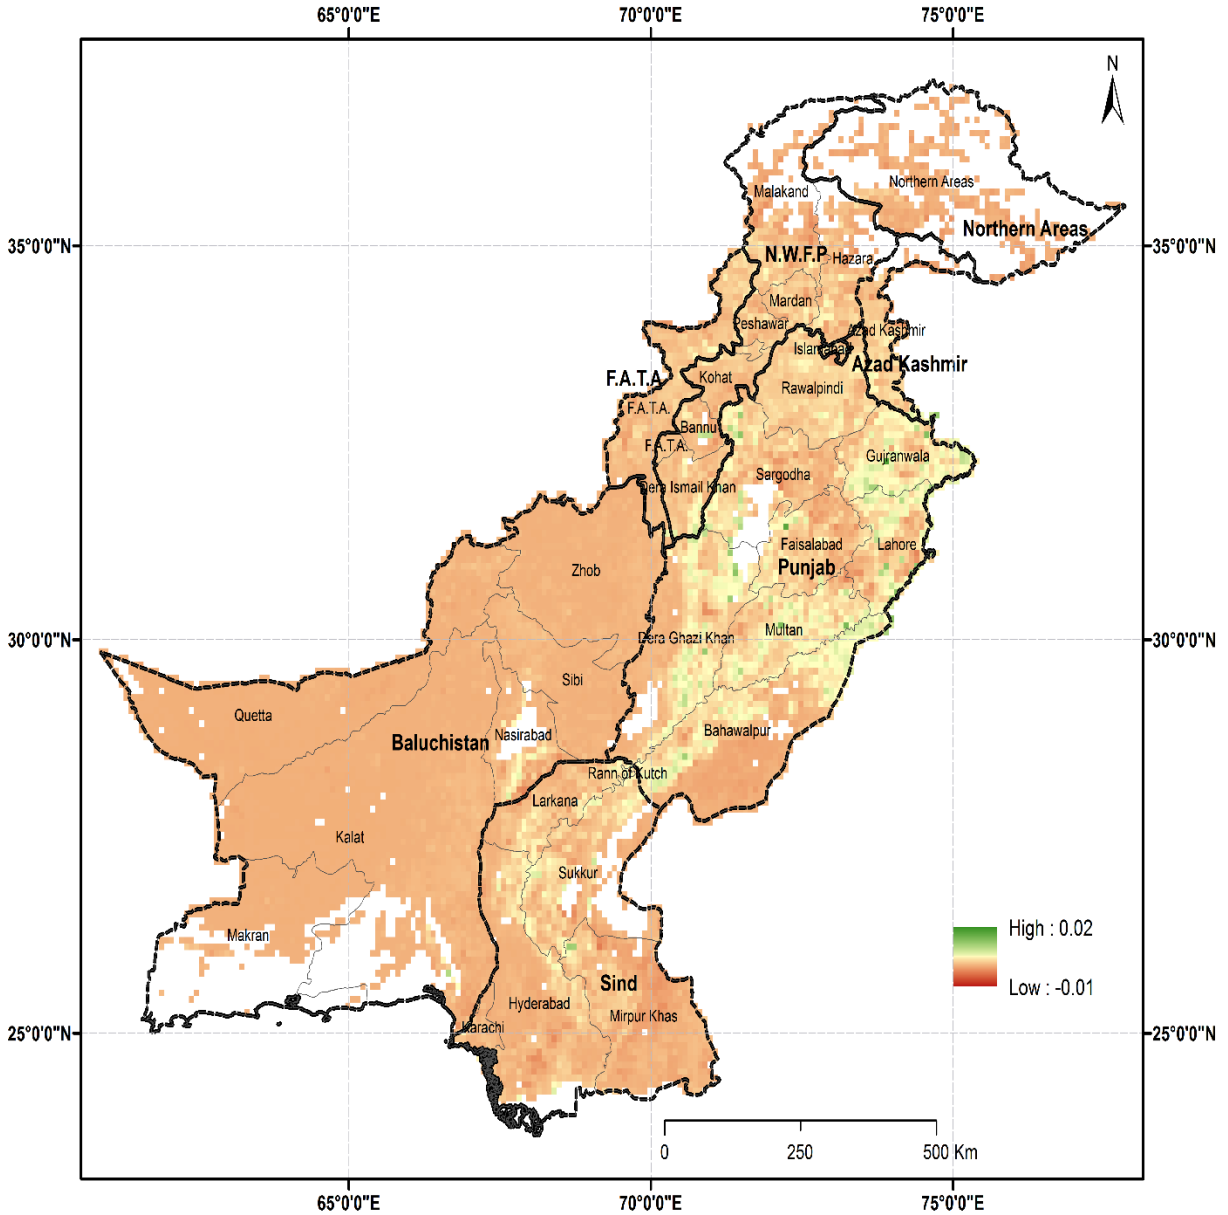 65°0'0"E 70°0'0"E 75°0'0"E
N
Malakand
Northern Areas
Northern Areas
35°0'0"N 35°0'0"N
N.W.F.P
Hazara
Mardan
Peshawar
Azad Kashmir
Islamabad
Azad Kashmir
F.A.T.A
Kohat
Rawalpindi
F.A.T.A.
Bannu
F.A.T.A.
Gujranwala
Sargodha
Dera Ismail Khan
Faisalabad
Lahore
Punjab
Zhob
Multan
30°0'0"N 30°0'0"N
Dera Ghazi Khan
Sibi
Quetta
Nasirabad
Bahawalpur
Baluchistan
Rann of Kutch
Larkana
Kalat
Sukkur
Makran
High : 0.02
Sind
Low : -0.01
Hyderabad
Mirpur Khas
Karachi
25°0'0"N 25°0'0"N
0 250 500 Km
65°0'0"E 70°0'0"E 75°0'0"E